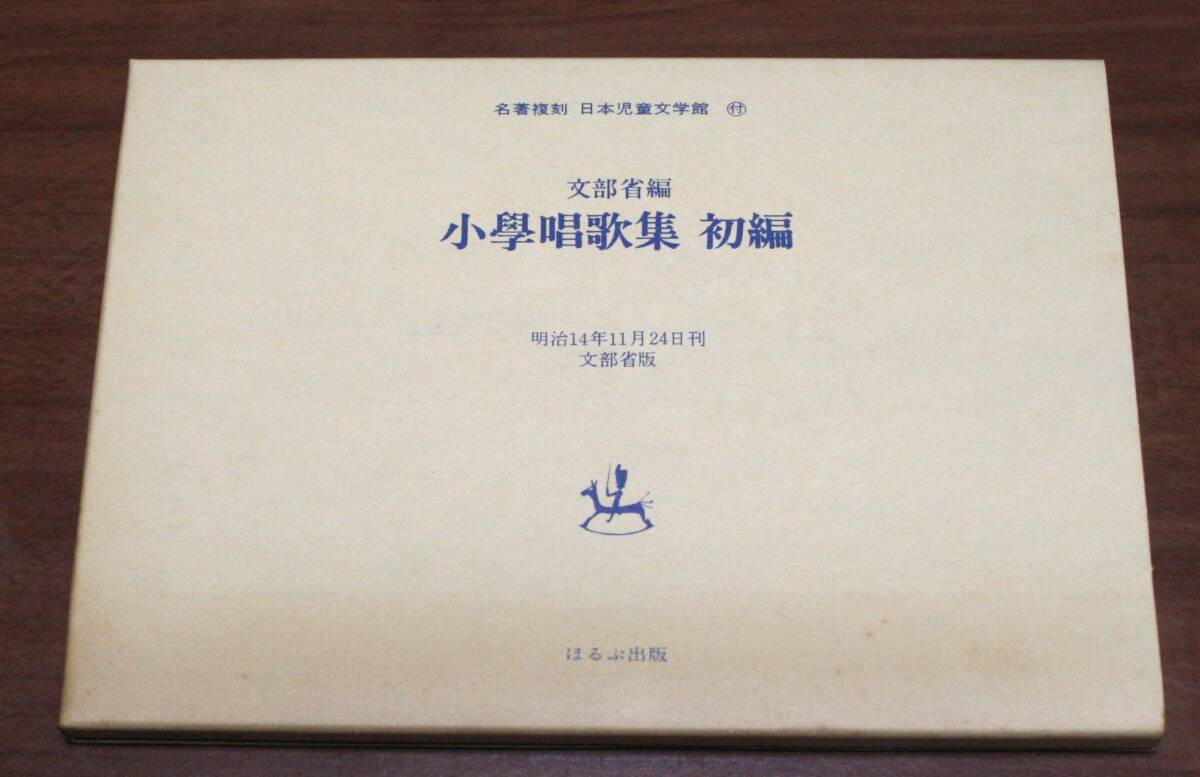 名著複刻 日本児童文学館 ㊉
文部省編
小學唱歌集 初編
明治14年11月24日刊
文部省版
ほるぷ出版